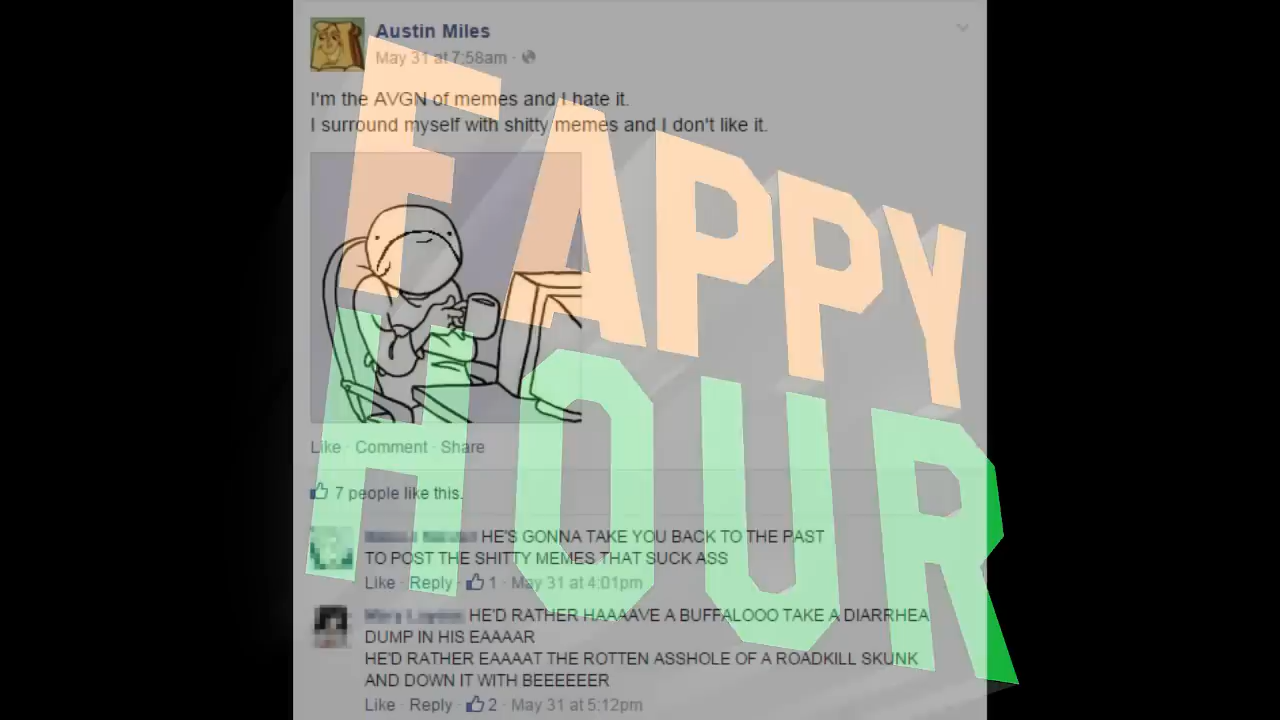 Austin Miles
May 31 at 7:58am ·
I'm the AVGN of memes and I hate it.
I surround myself with shitty memes and I don't like it.
FAPPY
HOUR
Like · Comment · Share
7 people like this.
HE'S GONNA TAKE YOU BACK TO THE PAST
TO POST THE SHITTY MEMES THAT SUCK ASS
Like · Reply · 1 · May 31 at 4:01pm
HE'D RATHER HAAAAVE A BUFFALOOO TAKE A DIARRHEA
DUMP IN HIS EAAAAR
HE'D RATHER EAAAAT THE ROTTEN ASSHOLE OF A ROADKILL SKUNK
AND DOWN IT WITH BEEEEEER
Like · Reply · 2 · May 31 at 5:12pm